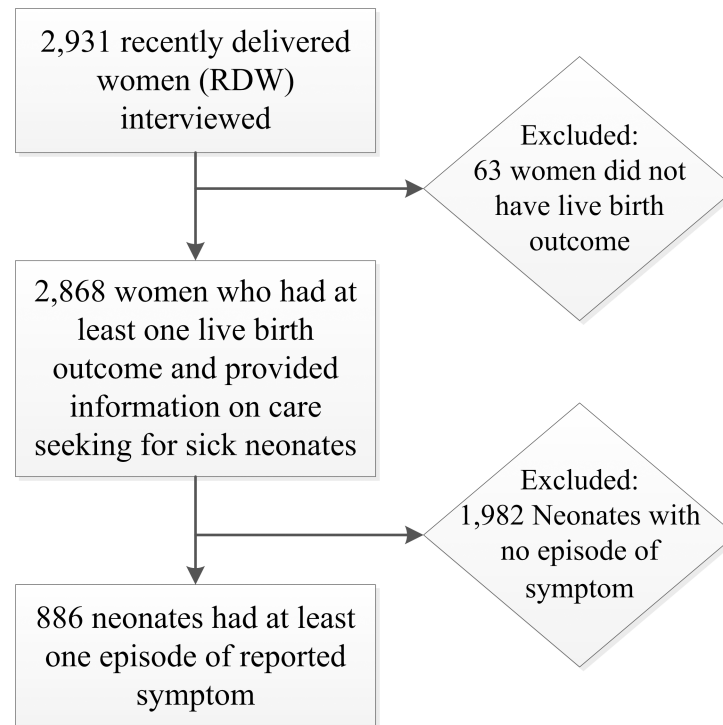 2,931 recently delivered
women (RDW)
interviewed
Excluded:
63 women did not
have live birth
outcome
2,868 women who had at
least one live birth
outcome and provided
information on care
seeking for sick neonates
Excluded:
1,982 Neonates with
no episode of
symptom
886 neonates had at least
one episode of reported
symptom